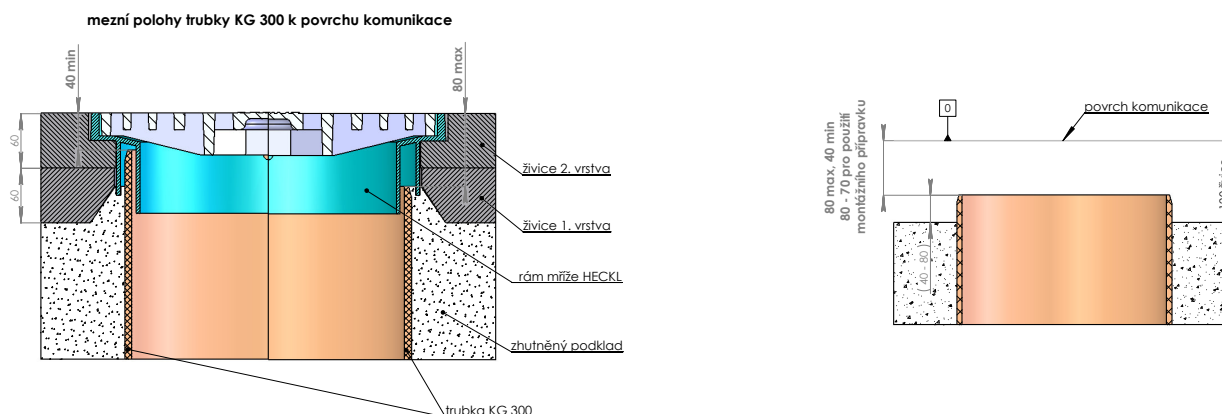 mezní polohy trubky KG 300 k povrchu komunikace
40 min
80 max
60
60
živice 2. vrstva
živice 1. vrstva
rám mříže HECKL
zhutněný podklad
trubka KG 300
0
povrch komunikace
80 max, 40 min
80 - 70 pro použití
montážního přípravku
( 40 - 80 )